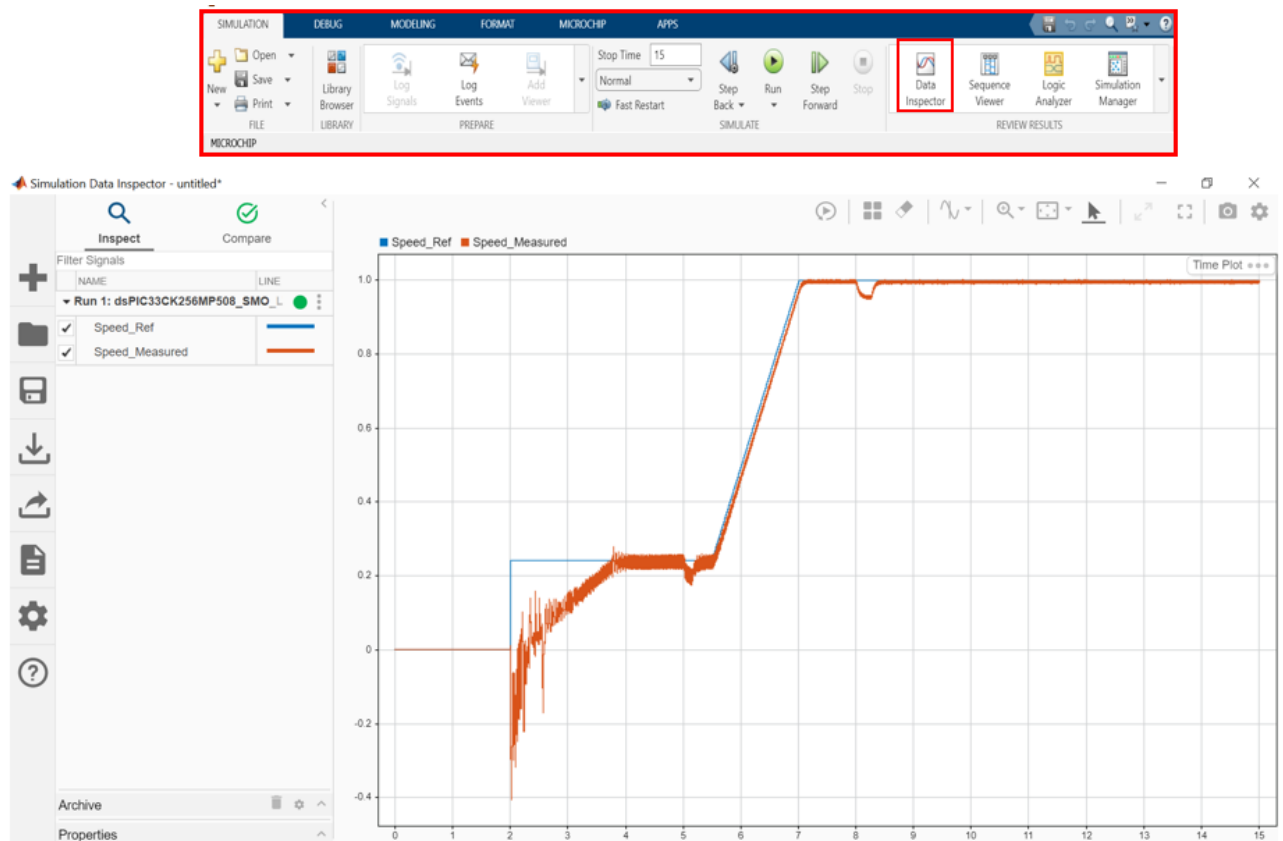 SIMULATION DEBUG MODELING FORMAT MICROCHIP APPS
New Open Save Print
FILE
Library Browser
LIBRARY
Log Signals Log Events Add Viewer
PREPARE
Stop Time 15
Normal
Fast Restart
Step Back Run Step Forward Stop
SIMULATE
Data Inspector Sequence Viewer Logic Analyzer Simulation Manager
REVIEW RESULTS
MICROCHIP
Simulation Data Inspector - untitled*
Inspect Compare
Filter Signals
NAME LINE
Run 1: dsPIC33CK256MP508_SMO_L
Speed_Ref
Speed_Measured
Archive
Properties
Speed_Ref Speed_Measured
Time Plot
1.0
0.8
0.6
0.4
0.2
0
-0.2
-0.4
0 1 2 3 4 5 6 7 8 9 10 11 12 13 14 15